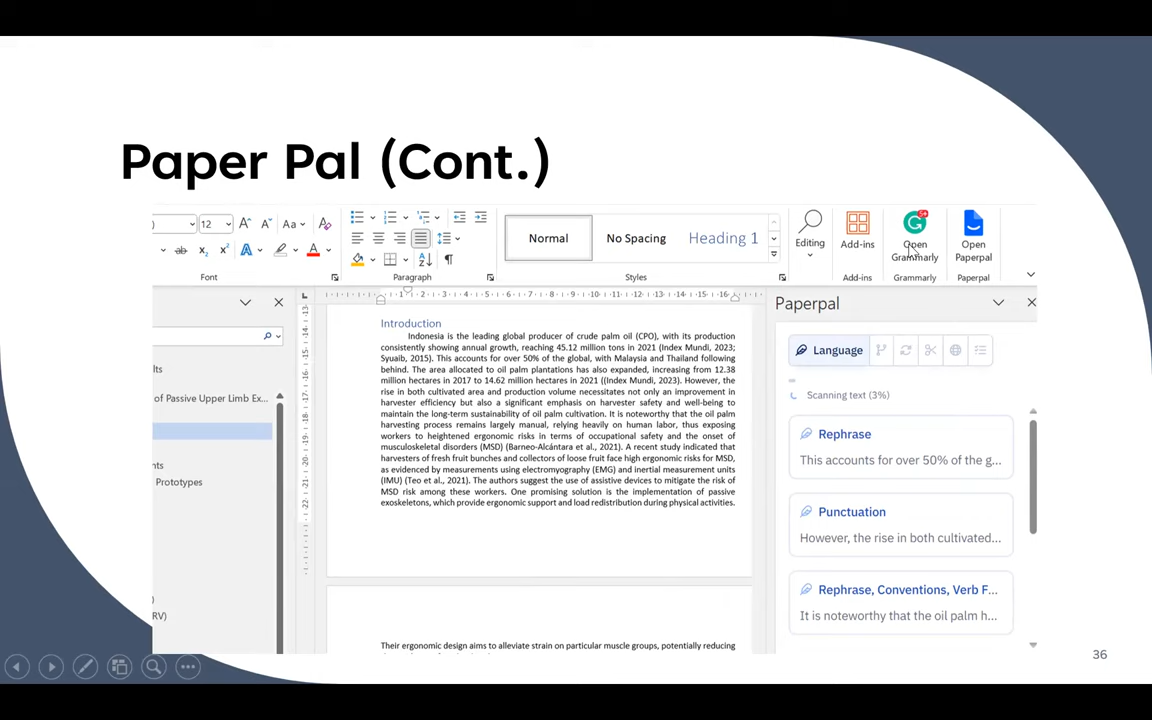 Paper Pal (Cont.)
12
Aa
ab
x₂
x²
A
A
Font
Paragraph
Normal
No Spacing
Heading 1
Styles
Editing
Add-ins
Add-ins
Open
Grammarly
Grammarly
Open
Paperpal
Paperpal
lts
of Passive Upper Limb Ex...
nts
Prototypes
)
RV)
Introduction
Indonesia is the leading global producer of crude palm oil (CPO), with its production
consistently showing annual growth, reaching 45.12 million tons in 2021 (Index Mundi, 2023;
Syuaib, 2015). This accounts for over 50% of the global, with Malaysia and Thailand following
behind. The area allocated to oil palm plantations has also expanded, increasing from 12.38
million hectares in 2017 to 14.62 million hectares in 2021 ((Index Mundi, 2023). However, the
rise in both cultivated area and production volume necessitates not only an improvement in
harvester efficiency but also a significant emphasis on harvester safety and well-being to
maintain the long-term sustainability of oil palm cultivation. It is noteworthy that the oil palm
harvesting process remains largely manual, relying heavily on human labor, thus exposing
workers to heightened ergonomic risks in terms of occupational safety and the onset of
musculoskeletal disorders (MSD) (Barneo-Alcántara et al., 2021). A recent study indicated that
harvesters of fresh fruit bunches and collectors of loose fruit face high ergonomic risks for MSD,
as evidenced by measurements using electromyography (EMG) and inertial measurement units
(IMU) (Teo et al., 2021). The authors suggest the use of assistive devices to mitigate the risk of
MSD risk among these workers. One promising solution is the implementation of passive
exoskeletons, which provide ergonomic support and load redistribution during physical activities.
Their ergonomic design aims to alleviate strain on particular muscle groups, potentially reducing
Paperpal
Language
Scanning text (3%)
Rephrase
This accounts for over 50% of the g...
Punctuation
However, the rise in both cultivated...
Rephrase, Conventions, Verb F...
It is noteworthy that the oil palm h...
36